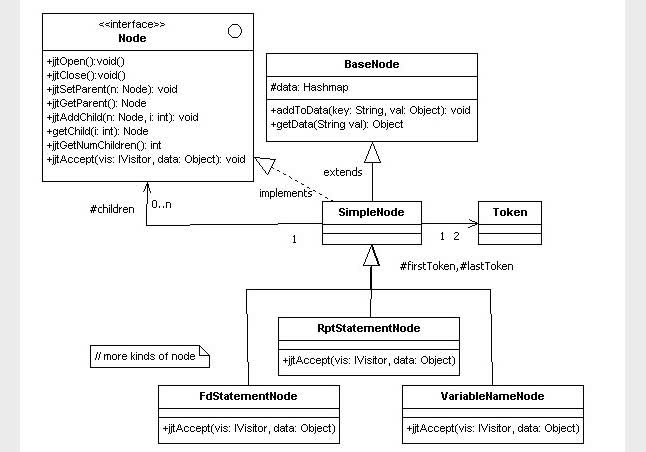 <<interface>>
Node
+jjtOpen():void()
+jjtClose():void()
+jjtSetParent(n: Node): void
+jjtGetParent(): Node
+jjtAddChild(n: Node, i: int): void
+getChild(i: int): Node
+jjtGetNumChildren(): int
+jjtAccept(vis: IVisitor, data: Object): void
BaseNode
#data: Hashmap
+addToData(key: String, val: Object): void
+getData(String val): Object
extends
implements
#children
0..n
1
SimpleNode
1 2
Token
#firstToken,#lastToken
RptStatementNode
+jjtAccept(vis: IVisitor, data: Object)
// more kinds of node
FdStatementNode
+jjtAccept(vis: IVisitor, data: Object)
VariableNameNode
+jjtAccept(vis: IVisitor, data: Object)